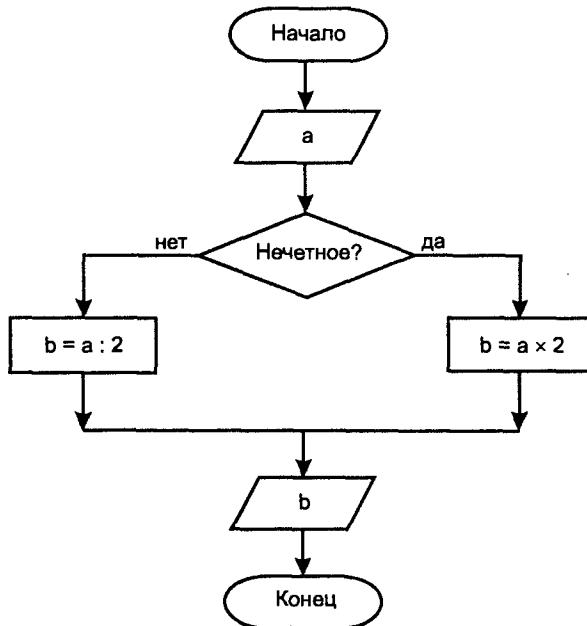 Начало
a
нет
Нечетное?
да
b = a : 2
b = a × 2
b
Конец